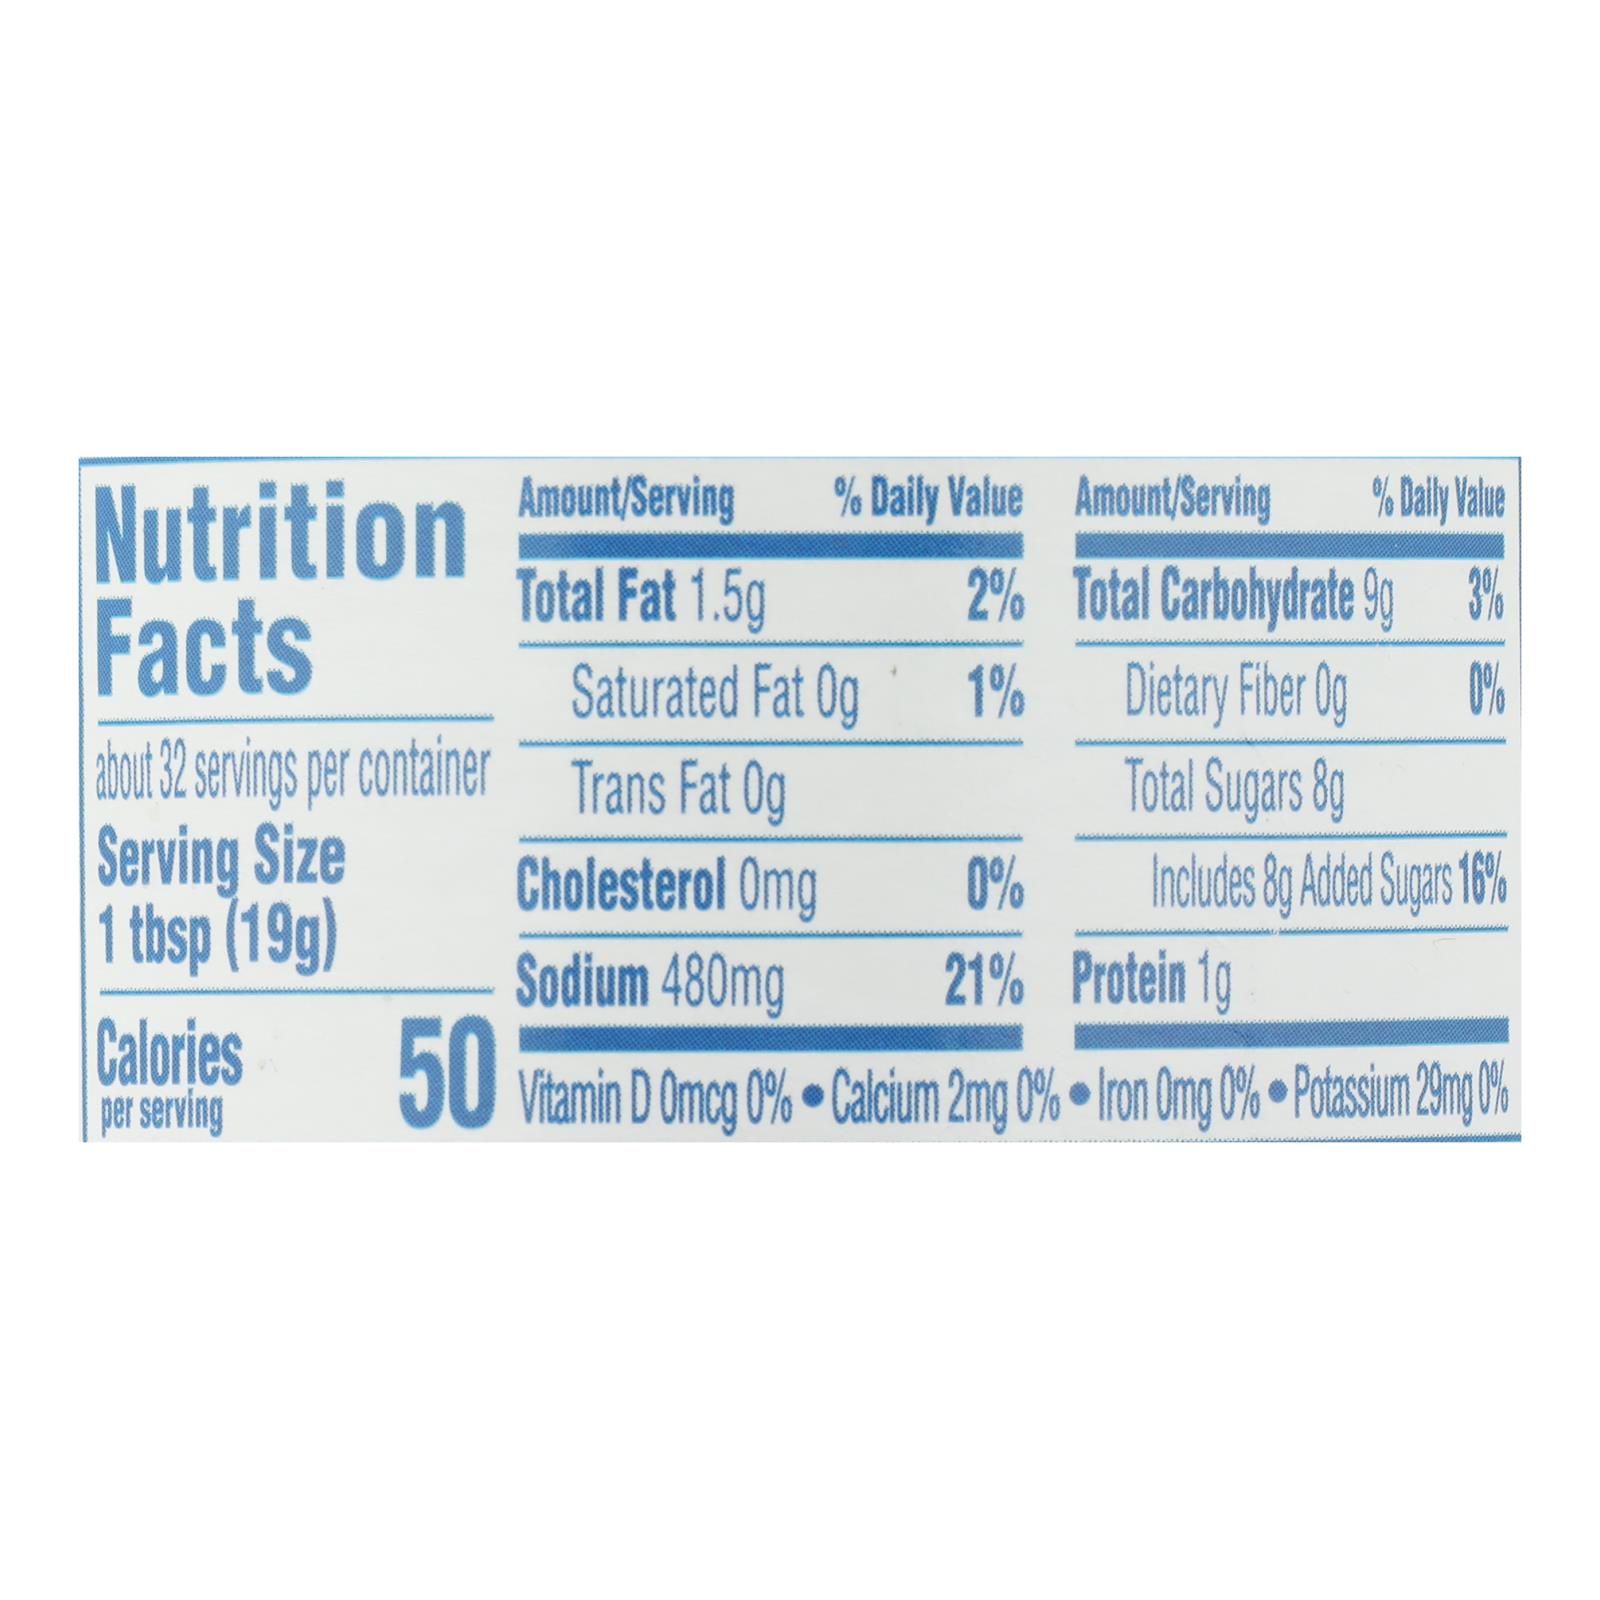 Nutrition
Facts
about 32 servings per container
Serving Size
1 tbsp (19g)
Calories 50
per serving
Amount/Serving % Daily Value
Total Fat 1.5g 2%
Saturated Fat 0g 1%
Trans Fat 0g
Cholesterol 0mg 0%
Sodium 480mg 21%
Amount/Serving % Daily Value
Total Carbohydrate 9g 3%
Dietary Fiber 0g 0%
Total Sugars 8g
Includes 8g Added Sugars 16%
Protein 1g
Vitamin D 0mcg 0% • Calcium 2mg 0% • Iron 0mg 0% • Potassium 29mg 0%